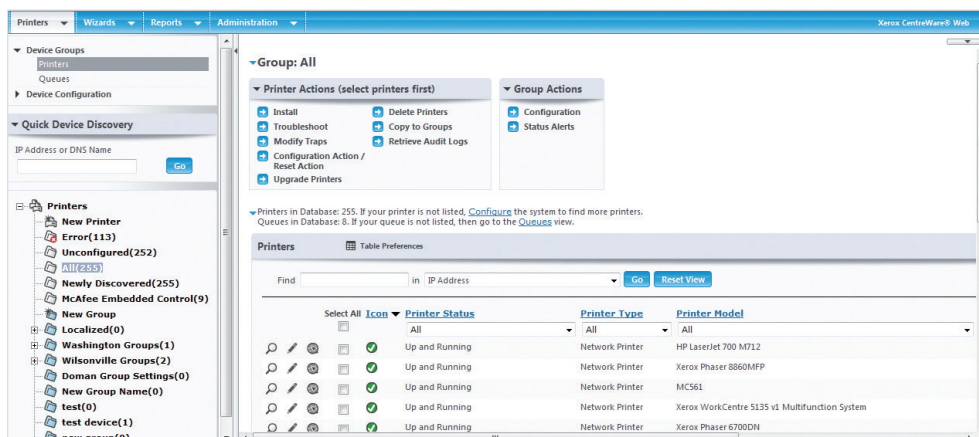 Printers Wizards Reports Administration Xerox CentreWare® Web
Device Groups
Printers
Queues
Device Configuration
Quick Device Discovery
IP Address or DNS Name
Go
Printers
New Printer
Error(113)
Unconfigured(252)
All(255)
Newly Discovered(255)
McAfee Embedded Control(9)
New Group
Localized(0)
Washington Groups(1)
Wilsonville Groups(2)
Doman Group Settings(0)
New Group Name(0)
test(0)
test device(1)
new group(0)
Group: All
Printer Actions (select printers first)
Install
Troubleshoot
Modify Traps
Configuration Action /
Reset Action
Upgrade Printers
Delete Printers
Copy to Groups
Retrieve Audit Logs
Group Actions
Configuration
Status Alerts
Printers in Database: 255. If your printer is not listed, Configure the system to find more printers.
Queues in Database: 8. If your queue is not listed, then go to the Queues view.
Printers Table Preferences
Find in IP Address Go Reset View
Select All Icon Printer Status Printer Type Printer Model
All All All
Up and Running Network Printer HP LaserJet 700 M712
Up and Running Network Printer Xerox Phaser 8860MFP
Up and Running Network Printer MC561
Up and Running Network Printer Xerox WorkCentre 5135 v1 Multifunction System
Up and Running Network Printer Xerox Phaser 6700DN